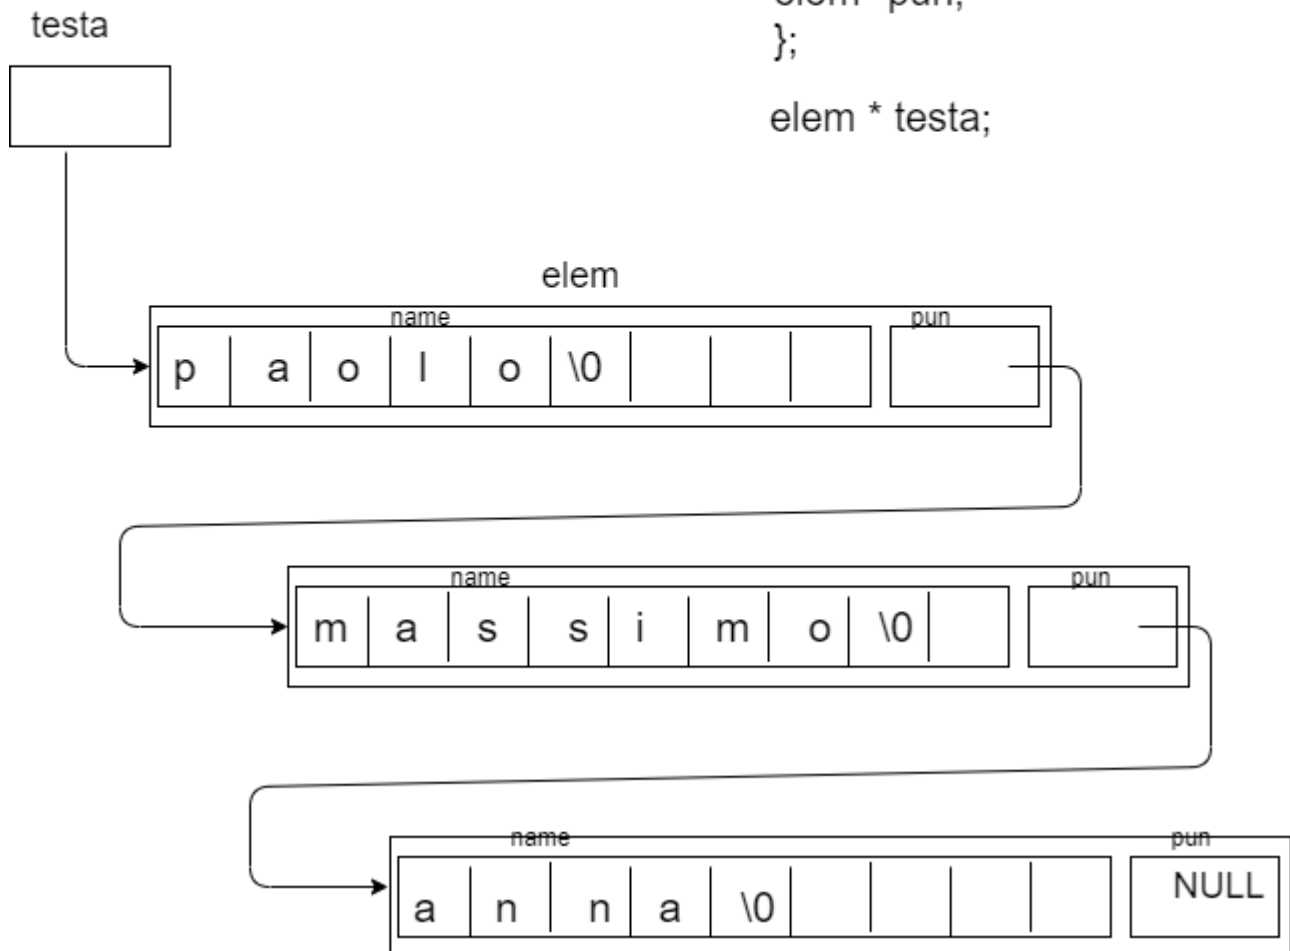 testa
elem* pun;
};
elem * testa;
elem
name pun
p a o l o \0
name pun
m a s s i m o \0
name pun
a n n a \0 NULL